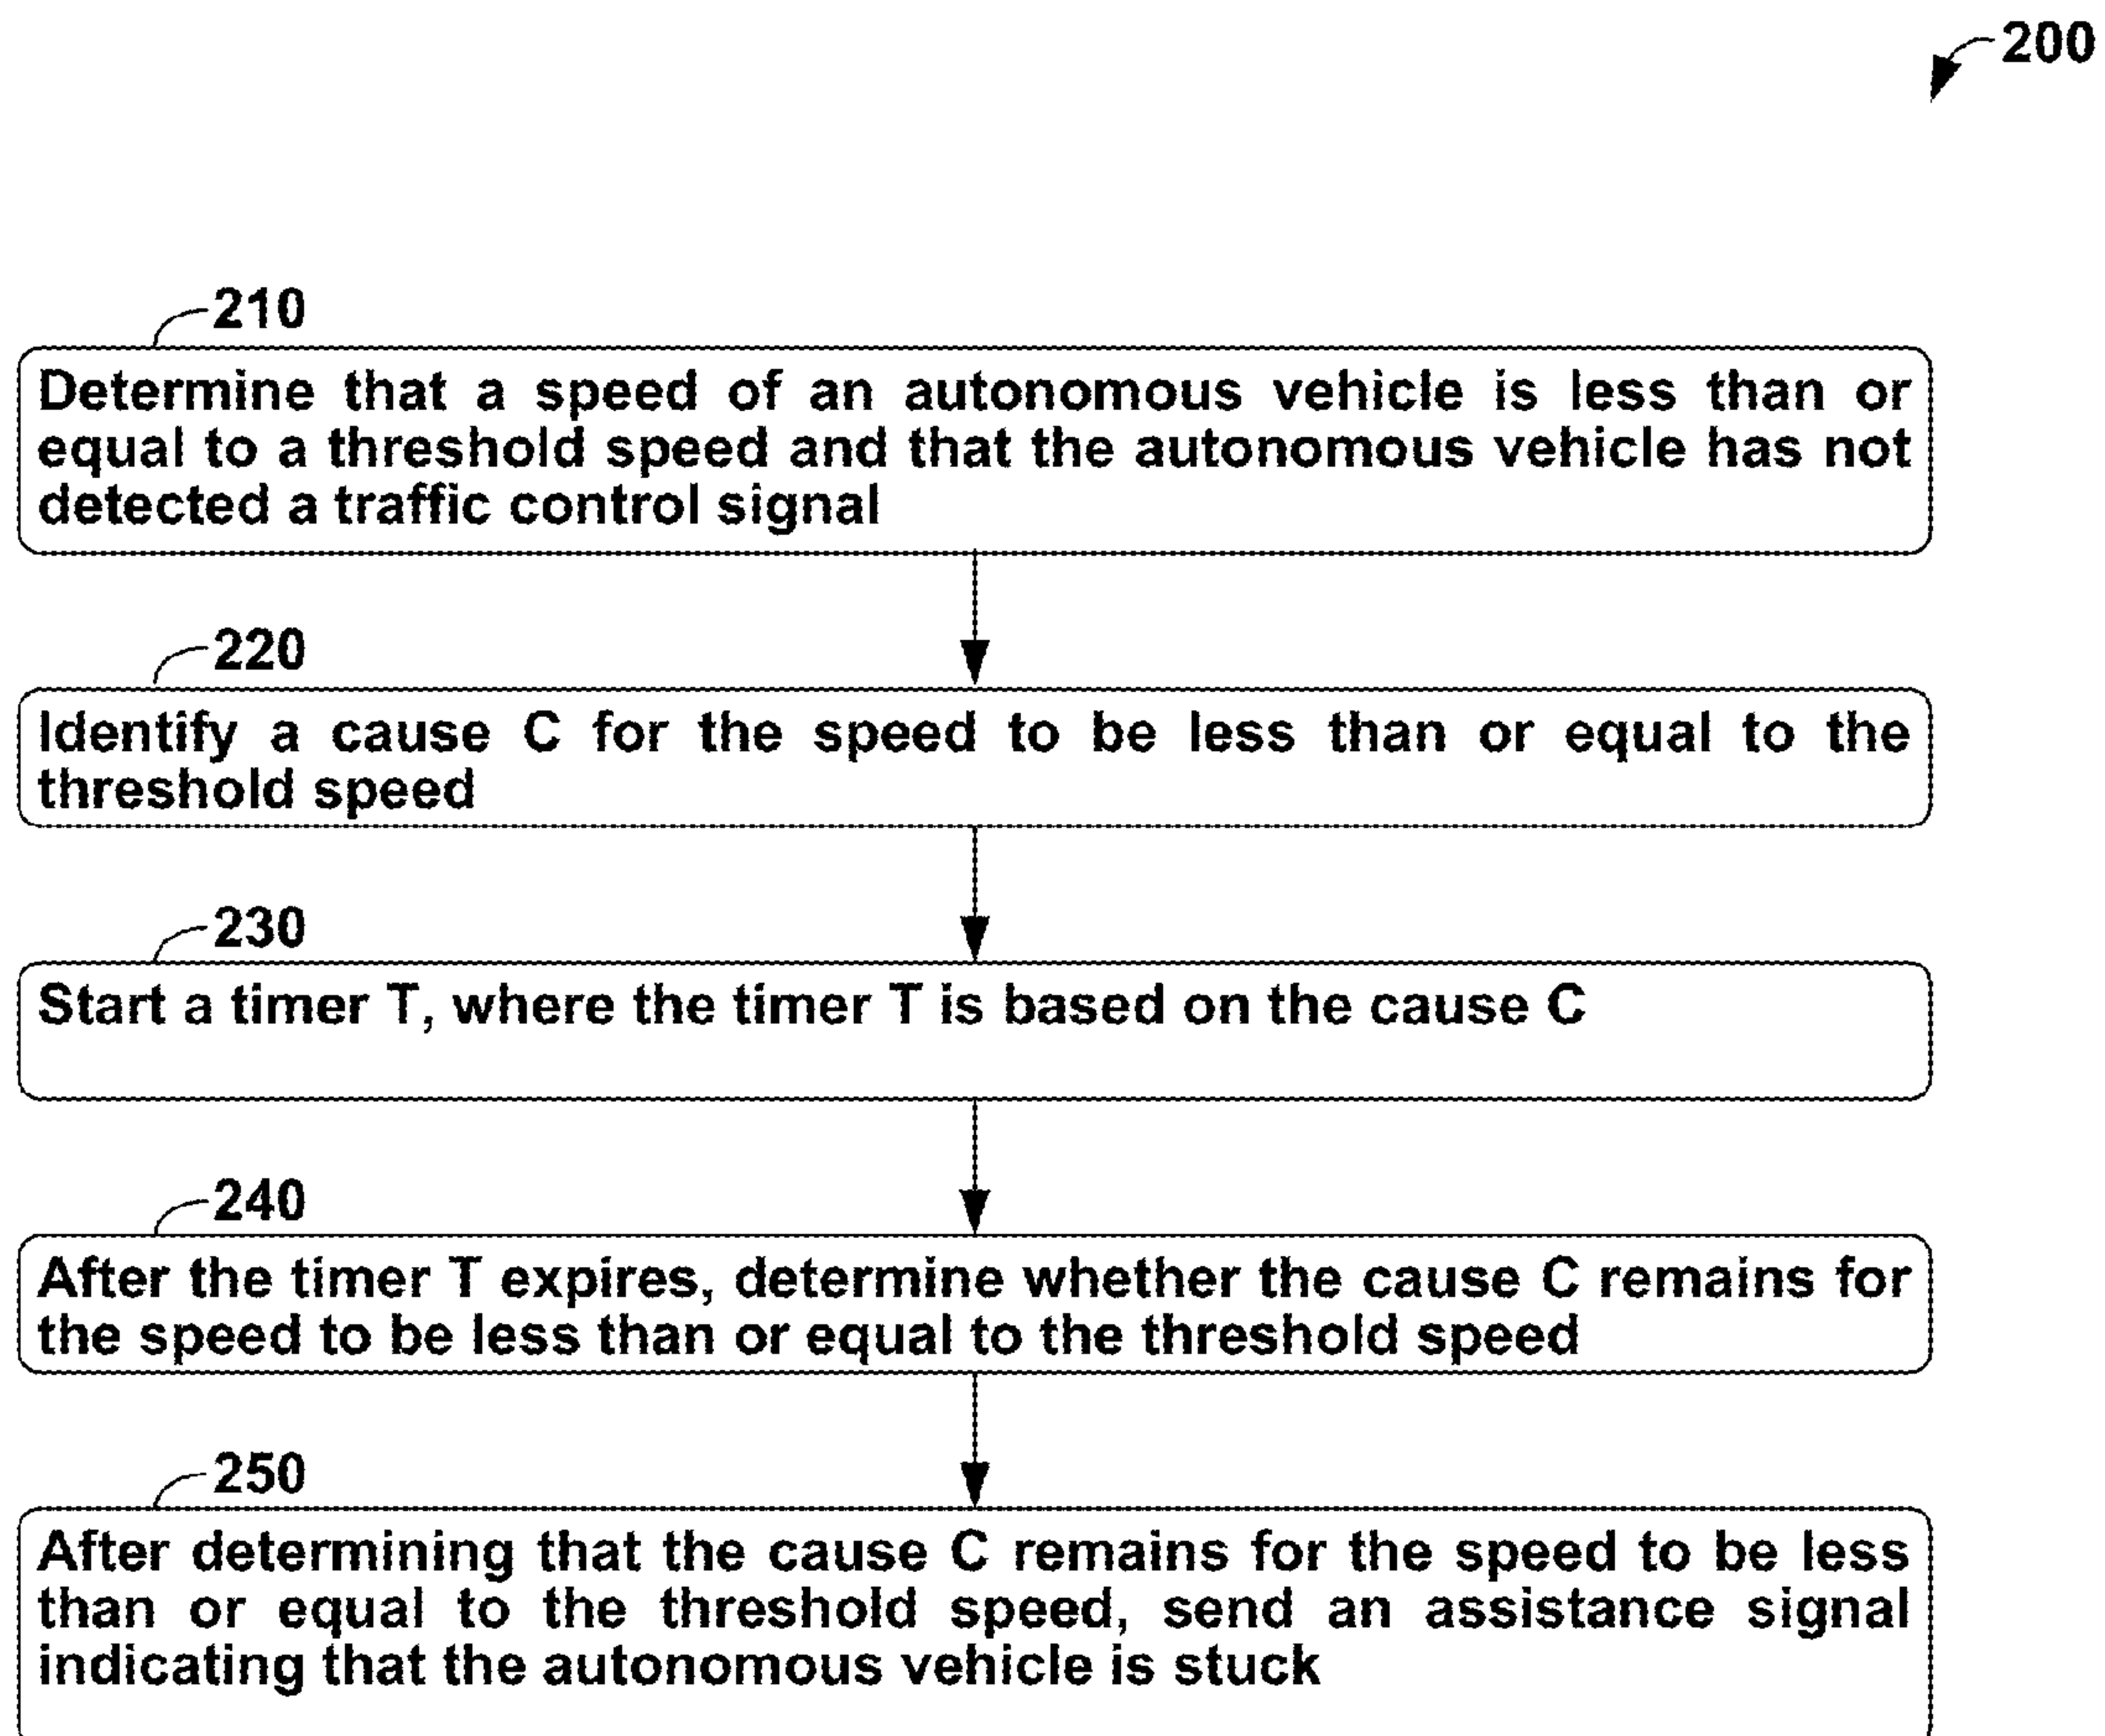 200
210
Determine that a speed of an autonomous vehicle is less than or
equal to a threshold speed and that the autonomous vehicle has not
detected a traffic control signal
220
Identify a cause C for the speed to be less than or equal to the
threshold speed
230
Start a timer T, where the timer T is based on the cause C
240
After the timer T expires, determine whether the cause C remains for
the speed to be less than or equal to the threshold speed
250
After determining that the cause C remains for the speed to be less
than or equal to the threshold speed, send an assistance signal
indicating that the autonomous vehicle is stuck